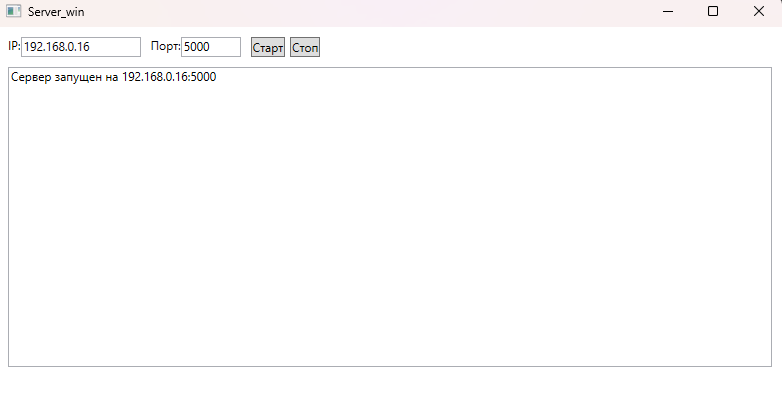 Server_win
IP: 192.168.0.16 Порт: 5000 Старт Стоп
Сервер запущен на 192.168.0.16:5000